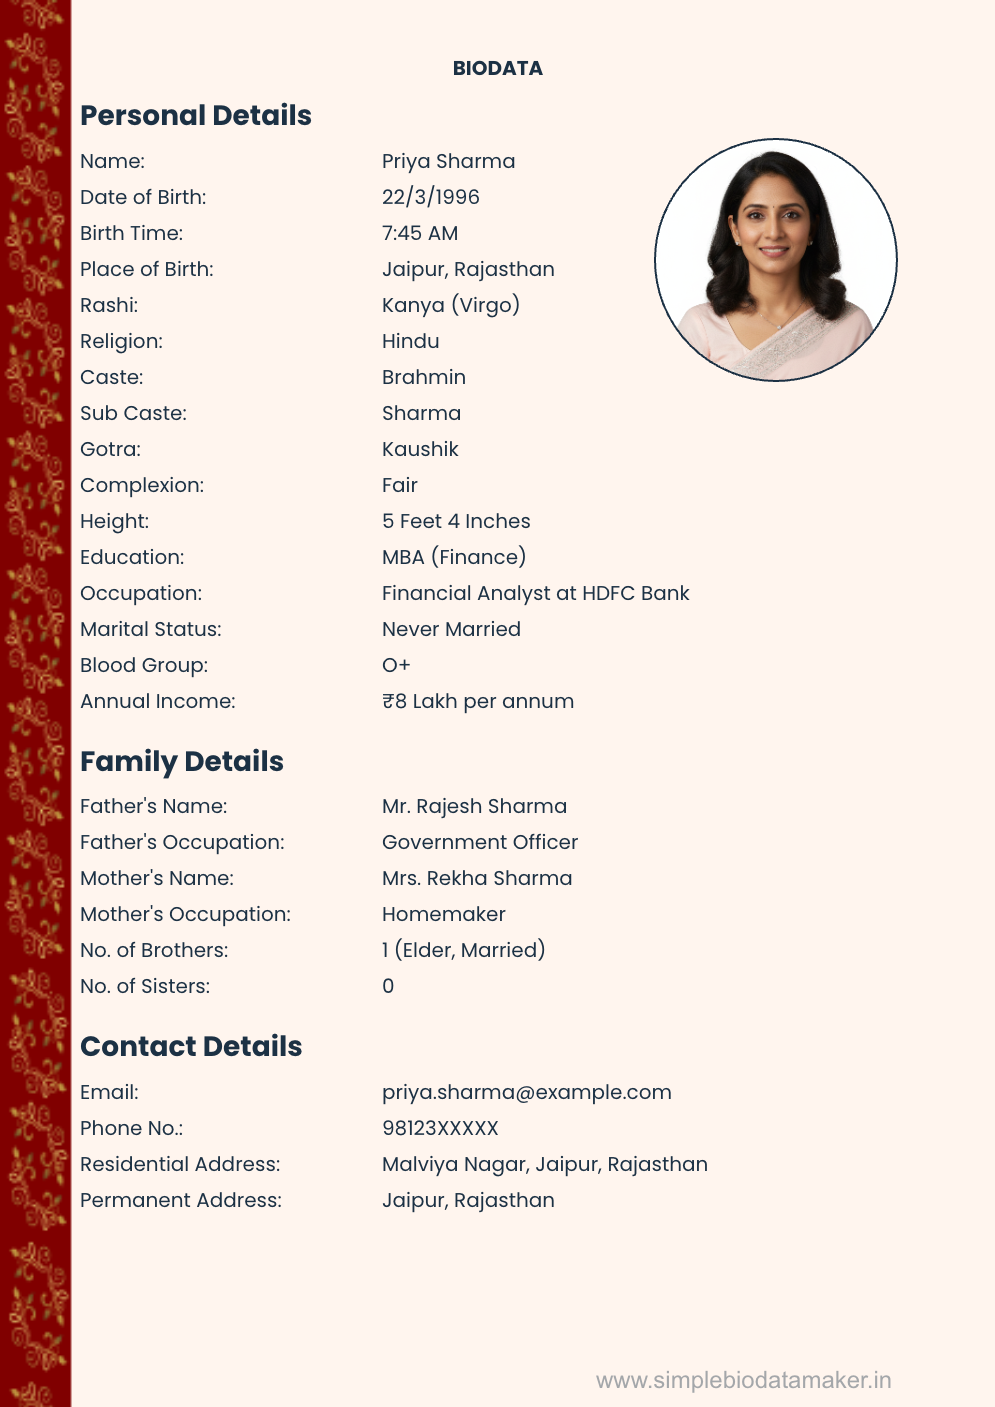 BIODATA
Personal Details
Name: Priya Sharma
Date of Birth: 22/3/1996
Birth Time: 7:45 AM
Place of Birth: Jaipur, Rajasthan
Rashi: Kanya (Virgo)
Religion: Hindu
Caste: Brahmin
Sub Caste: Sharma
Gotra: Kaushik
Complexion: Fair
Height: 5 Feet 4 Inches
Education: MBA (Finance)
Occupation: Financial Analyst at HDFC Bank
Marital Status: Never Married
Blood Group: O+
Annual Income: ₹8 Lakh per annum
Family Details
Father's Name: Mr. Rajesh Sharma
Father's Occupation: Government Officer
Mother's Name: Mrs. Rekha Sharma
Mother's Occupation: Homemaker
No. of Brothers: 1 (Elder, Married)
No. of Sisters: 0
Contact Details
Email: priya.sharma@example.com
Phone No.: 98123XXXXX
Residential Address: Malviya Nagar, Jaipur, Rajasthan
Permanent Address: Jaipur, Rajasthan
www.simplebiodatamaker.in